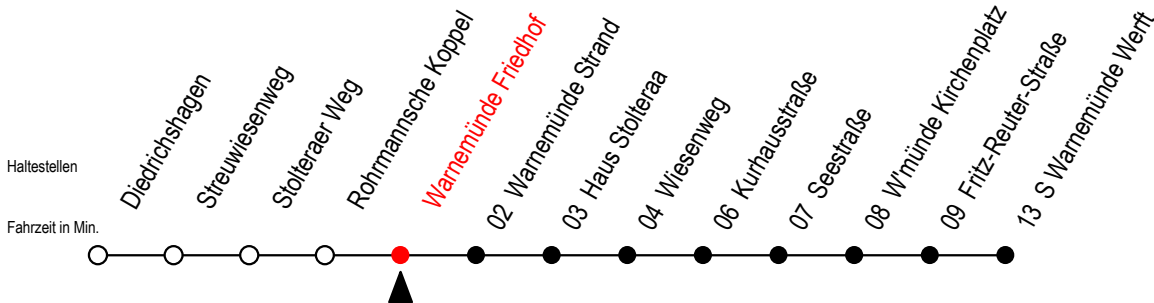 Haltestellen
Fahrzeit in Min.
Diedrichshagen
Streuwiesenweg
Stolteraer Weg
Rohrmannsche Koppel
Warnemünde Friedhof
02 Warnemünde Strand
03 Haus Stolteraa
04 Wiesenweg
06 Kurhausstraße
07 Seestraße
08 W'münde Kirchenplatz
09 Fritz-Reuter-Straße
13 S Warnemünde Werft